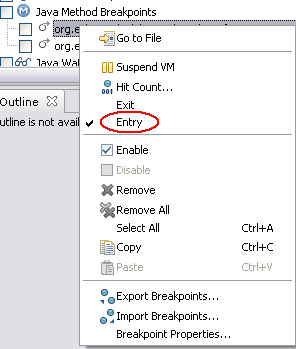 Java Method Breakpoints
org.e
Go to File
org.e
Suspend VM
Java Wal
Hit Count...
Outline
Exit
utline is not avail
Entry
Enable
Disable
Remove
Remove All
Select All Ctrl+A
Copy Ctrl+C
Paste Ctrl+V
Export Breakpoints...
Import Breakpoints...
Breakpoint Properties...